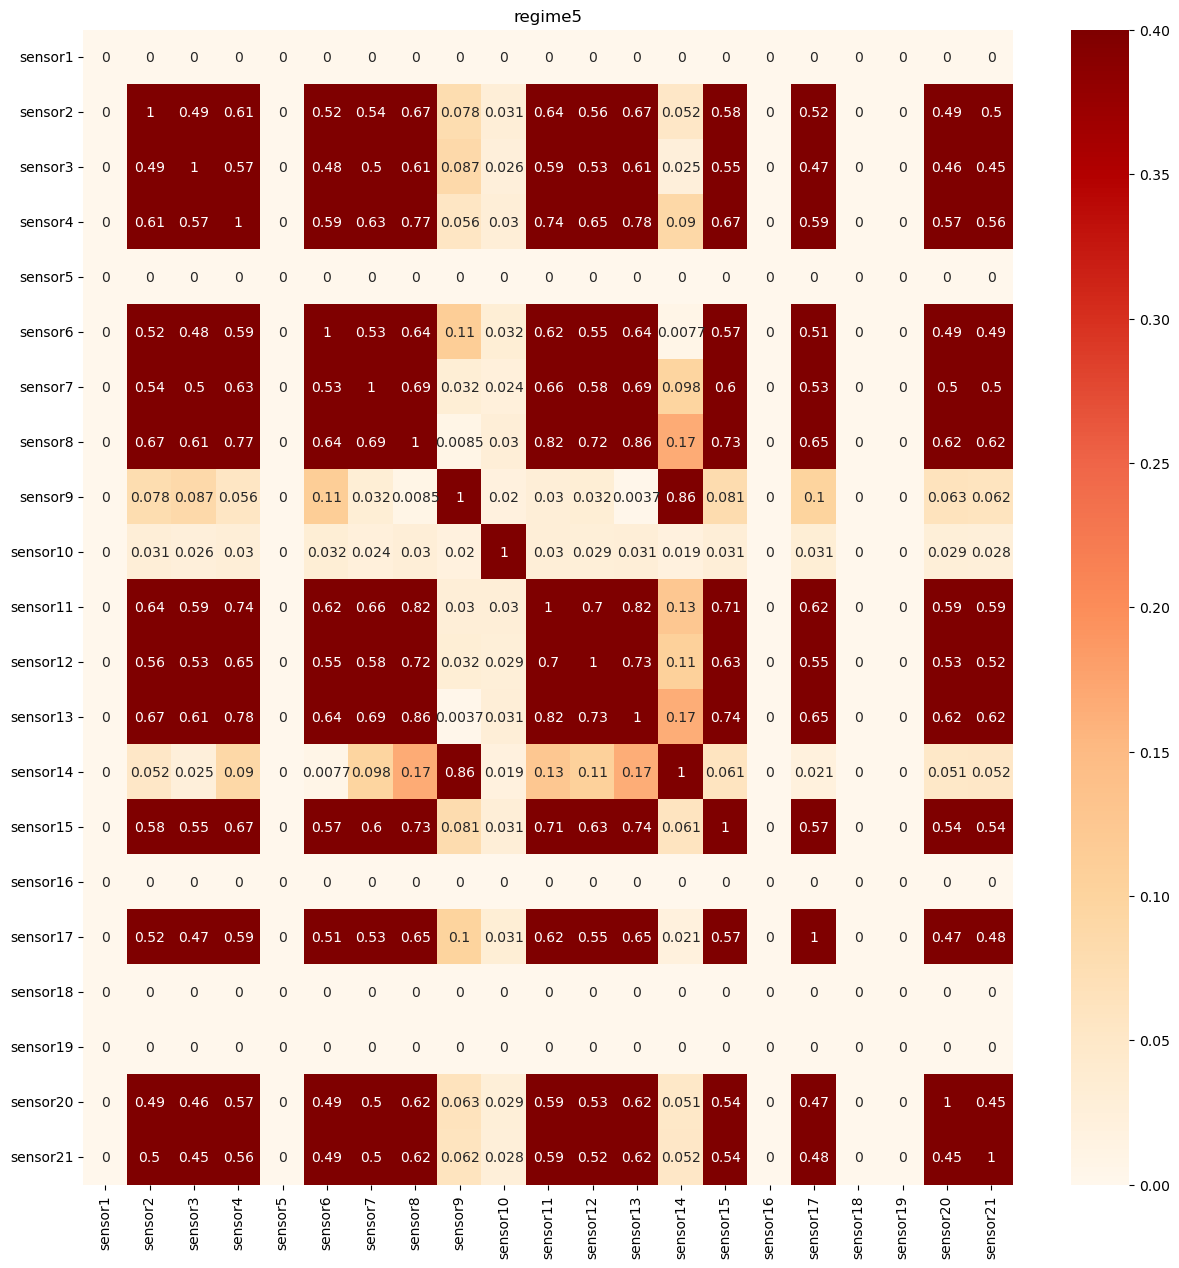 regime5
sensor1 0 0 0 0 0 0 0 0 0 0 0 0 0 0 0 0 0 0 0 0 0
sensor2 0 1 0.49 0.61 0 0.52 0.54 0.67 0.078 0.031 0.64 0.56 0.67 0.052 0.58 0 0.52 0 0 0.49 0.5
sensor3 0 0.49 1 0.57 0 0.48 0.5 0.61 0.087 0.026 0.59 0.53 0.61 0.025 0.55 0 0.47 0 0 0.46 0.45
sensor4 0 0.61 0.57 1 0 0.59 0.63 0.77 0.056 0.03 0.74 0.65 0.78 0.09 0.67 0 0.59 0 0 0.57 0.56
sensor5 0 0 0 0 0 0 0 0 0 0 0 0 0 0 0 0 0 0 0 0 0
sensor6 0 0.52 0.48 0.59 0 1 0.53 0.64 0.11 0.032 0.62 0.55 0.64 0.0077 0.57 0 0.51 0 0 0.49 0.49
sensor7 0 0.54 0.5 0.63 0 0.53 1 0.69 0.032 0.024 0.66 0.58 0.69 0.098 0.6 0 0.53 0 0 0.5 0.5
sensor8 0 0.67 0.61 0.77 0 0.64 0.69 1 0.0085 0.03 0.82 0.72 0.86 0.17 0.73 0 0.65 0 0 0.62 0.62
sensor9 0 0.078 0.087 0.056 0 0.11 0.032 0.0085 1 0.02 0.03 0.032 0.0037 0.86 0.081 0 0.1 0 0 0.063 0.062
sensor10 0 0.031 0.026 0.03 0 0.032 0.024 0.03 0.02 1 0.03 0.029 0.031 0.019 0.031 0 0.031 0 0 0.029 0.028
sensor11 0 0.64 0.59 0.74 0 0.62 0.66 0.82 0.03 0.03 1 0.7 0.82 0.13 0.71 0 0.62 0 0 0.59 0.59
sensor12 0 0.56 0.53 0.65 0 0.55 0.58 0.72 0.032 0.029 0.7 1 0.73 0.11 0.63 0 0.55 0 0 0.53 0.52
sensor13 0 0.67 0.61 0.78 0 0.64 0.69 0.86 0.0037 0.031 0.82 0.73 1 0.17 0.74 0 0.65 0 0 0.62 0.62
sensor14 0 0.052 0.025 0.09 0 0.0077 0.098 0.17 0.86 0.019 0.13 0.11 0.17 1 0.061 0 0.021 0 0 0.051 0.052
sensor15 0 0.58 0.55 0.67 0 0.57 0.6 0.73 0.081 0.031 0.71 0.63 0.74 0.061 1 0 0.57 0 0 0.54 0.54
sensor16 0 0 0 0 0 0 0 0 0 0 0 0 0 0 0 0 0 0 0 0 0
sensor17 0 0.52 0.47 0.59 0 0.51 0.53 0.65 0.1 0.031 0.62 0.55 0.65 0.021 0.57 0 1 0 0 0.47 0.48
sensor18 0 0 0 0 0 0 0 0 0 0 0 0 0 0 0 0 0 0 0 0 0
sensor19 0 0 0 0 0 0 0 0 0 0 0 0 0 0 0 0 0 0 0 0 0
sensor20 0 0.49 0.46 0.57 0 0.49 0.5 0.62 0.063 0.029 0.59 0.53 0.62 0.051 0.54 0 0.47 0 0 1 0.45
sensor21 0 0.5 0.45 0.56 0 0.49 0.5 0.62 0.062 0.028 0.59 0.52 0.62 0.052 0.54 0 0.48 0 0 0.45 1
sensor1
sensor2
sensor3
sensor4
sensor5
sensor6
sensor7
sensor8
sensor9
sensor10
sensor11
sensor12
sensor13
sensor14
sensor15
sensor16
sensor17
sensor18
sensor19
sensor20
sensor21
0.40
0.35
0.30
0.25
0.20
0.15
0.10
0.05
0.00